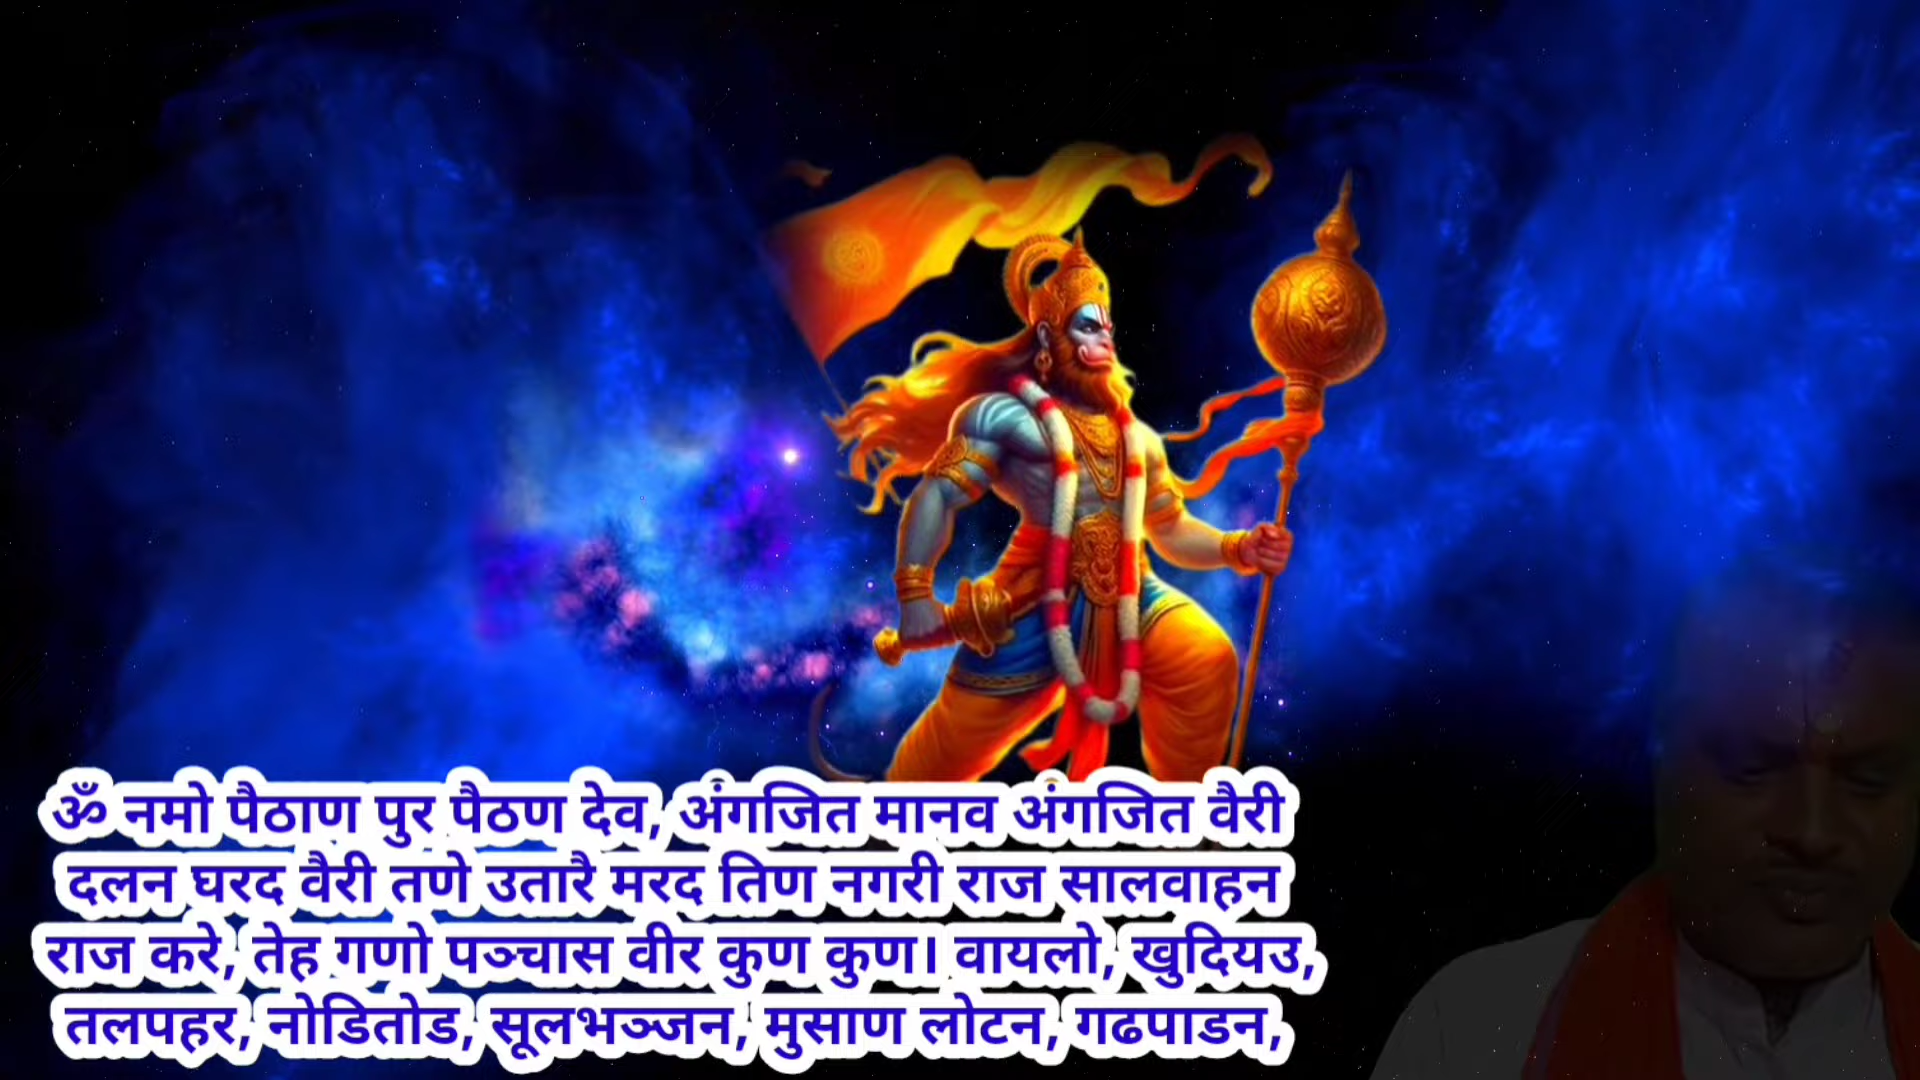 ॐ नमो पैठाण पुर पैठण देव, अंगजित मानव अंगजित वैरी
दलन घरद वैरी तणे उतारै मरद तिण नगरी राज सालवाहन
राज करे, तेह गणो पञ्चास वीर कुण कुण। वायलो, खुदियउ,
तलपहर, नोडितोड, सूलभञ्जन, मुसाण लोटन, गढपाडन,